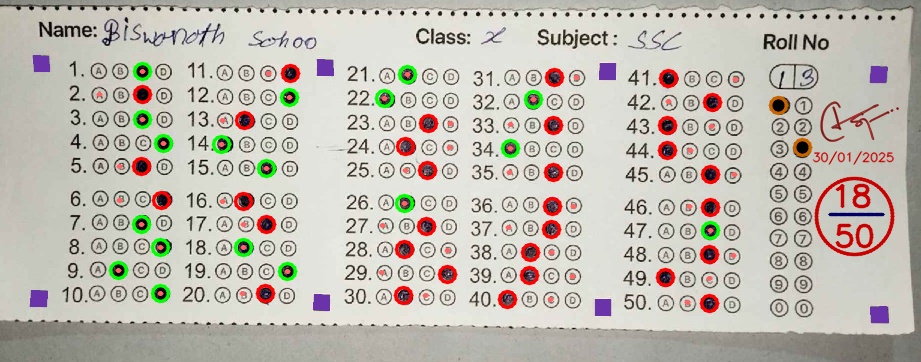 Name: Biswanath Sahoo Class: X Subject: SSC Roll No
1. A B C D 11. A B C D 21. A B C D 31. A B C D 41. A B C D 1 3
2. A B C D 12. A B C D 22. A B C D 32. A B C D 42. A B C D 1
3. A B C D 13. A B C D 23. A B C D 33. A B C D 43. A B C D 2 2
4. A B C D 14. A B C D 24. A B C D 34. A B C D 44. A B C D 3
5. A B C D 15. A B C D 25. A B C D 35. A B C D 45. A B C D 4 4
30/01/2025
5 5
6. A B C D 16. A B C D 26. A B C D 36. A B C D 46. A B C D 6 6
7. A B C D 17. A B C D 27. A B C D 37. A B C D 47. A B C D 7 7
8. A B C D 18. A B C D 28. A B C D 38. A B C D 48. A B C D 8 8
9. A B C D 19. A B C D 29. A B C D 39. A B C D 49. A B C D 9 9
10. A B C D 20. A B C D 30. A B C D 40. A B C D 50. A B C D 0 0
18
50